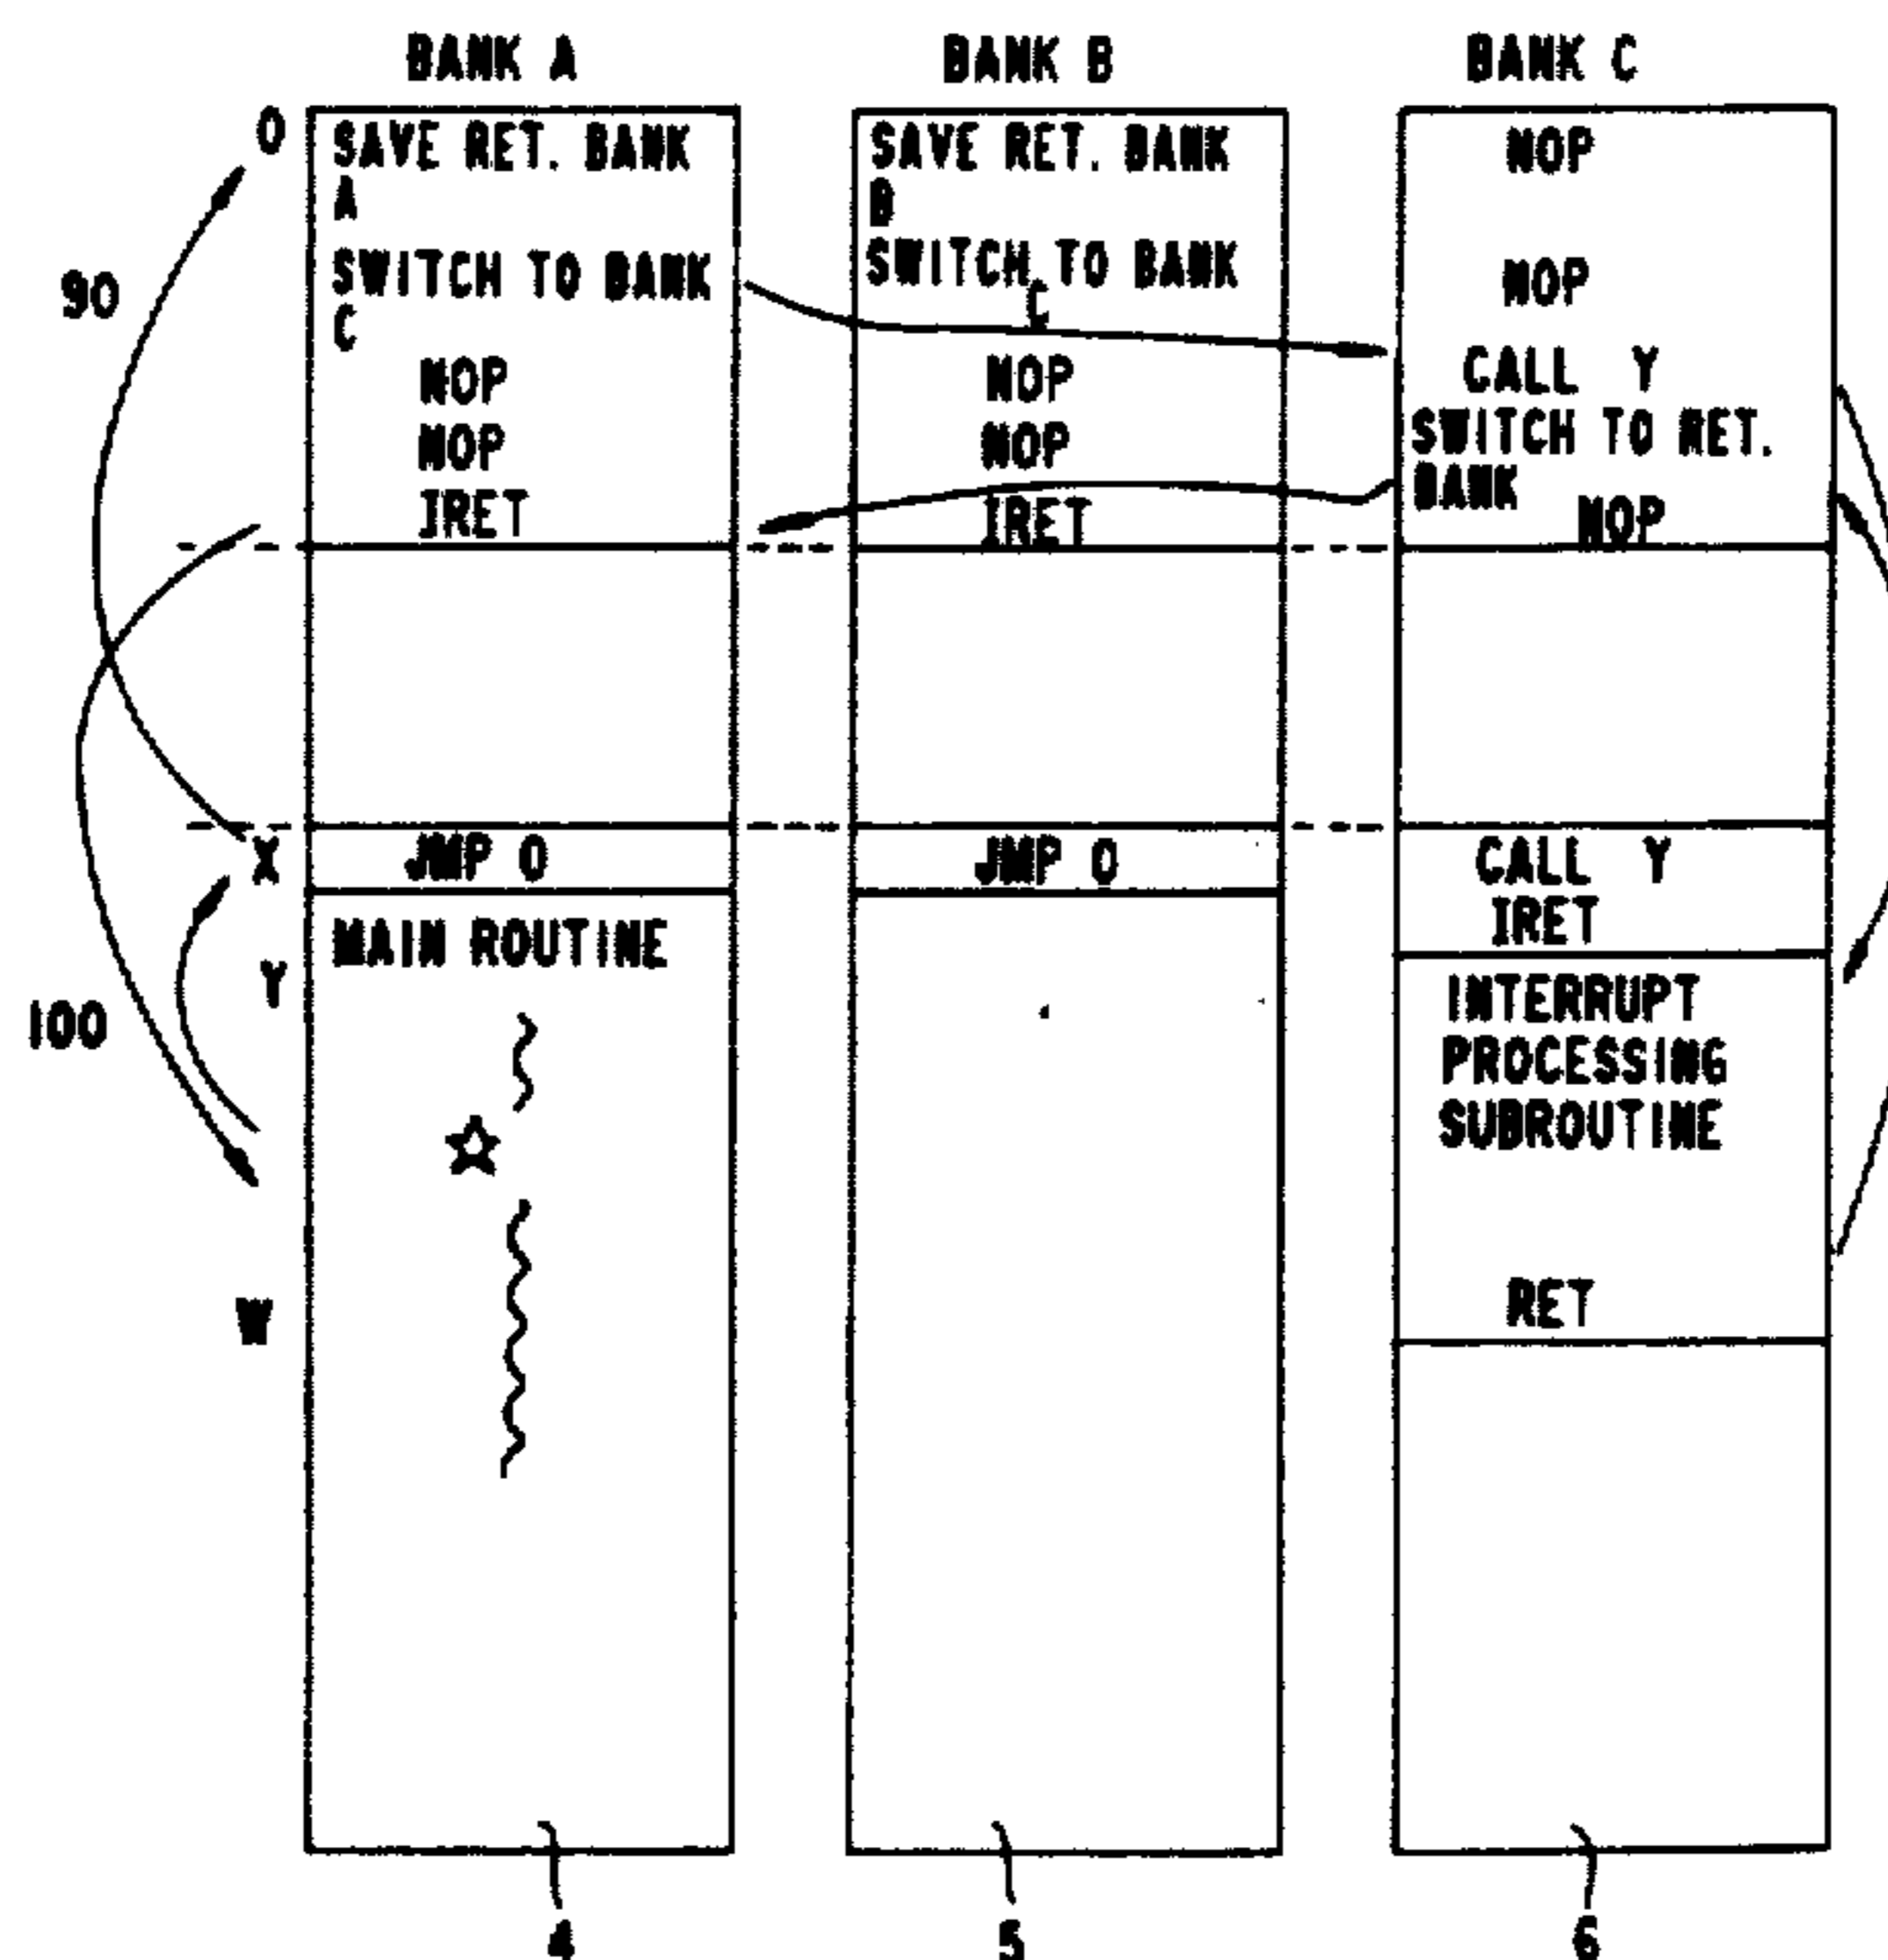 BANK A
BANK B
BANK C
0
90
100
X
Y
W
SAVE RET. BANK
A
SWITCH TO BANK
C
NOP
NOP
IRET
JMP 0
MAIN ROUTINE
SAVE RET. BANK
B
SWITCH TO BANK
C
NOP
NOP
IRET
JMP 0
NOP
NOP
CALL Y
SWITCH TO RET.
BANK
NOP
CALL Y
IRET
INTERRUPT
PROCESSING
SUBROUTINE
RET
4
5
6